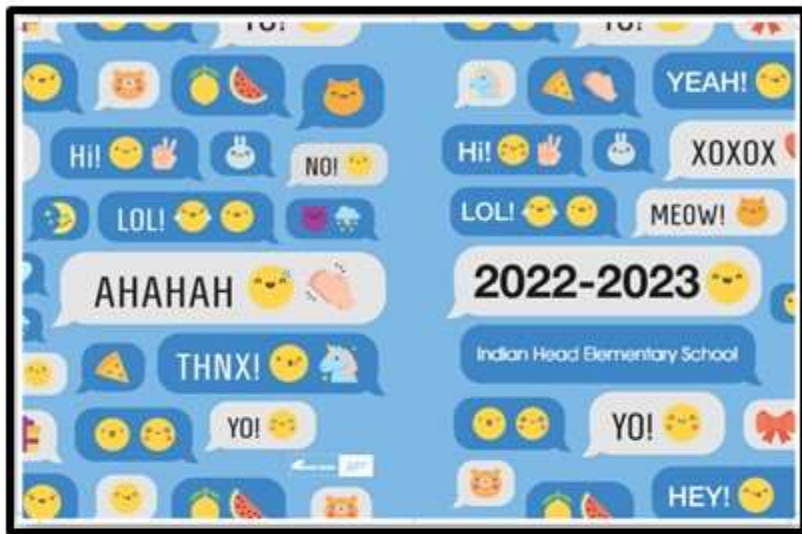 YO!
YO!
YEAH!
Hi!
NO!
Hi!
XOXOX
LOL!
LOL!
MEOW!
AHAHAH
2022-2023
THNX!
Indian Head Elementary School
YO!
YO!
HEY!